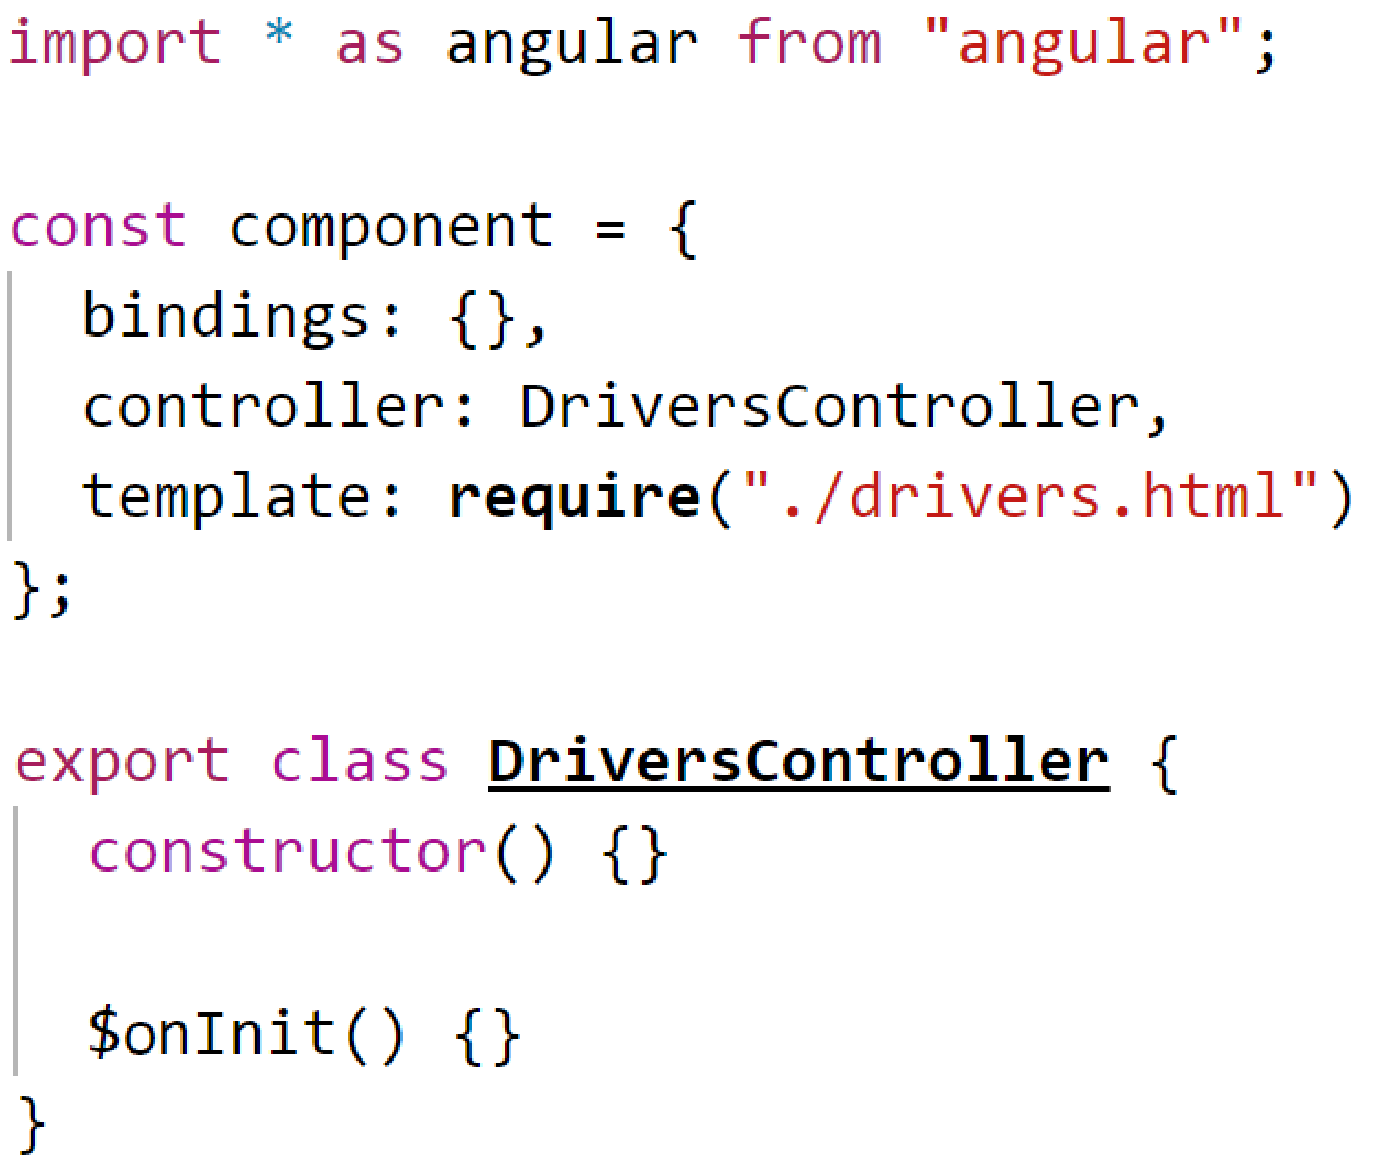 import * as angular from "angular";
const component = {
bindings: {},
controller: DriversController,
template: require("./drivers.html")
};
export class DriversController {
constructor() {}
$onInit() {}
}